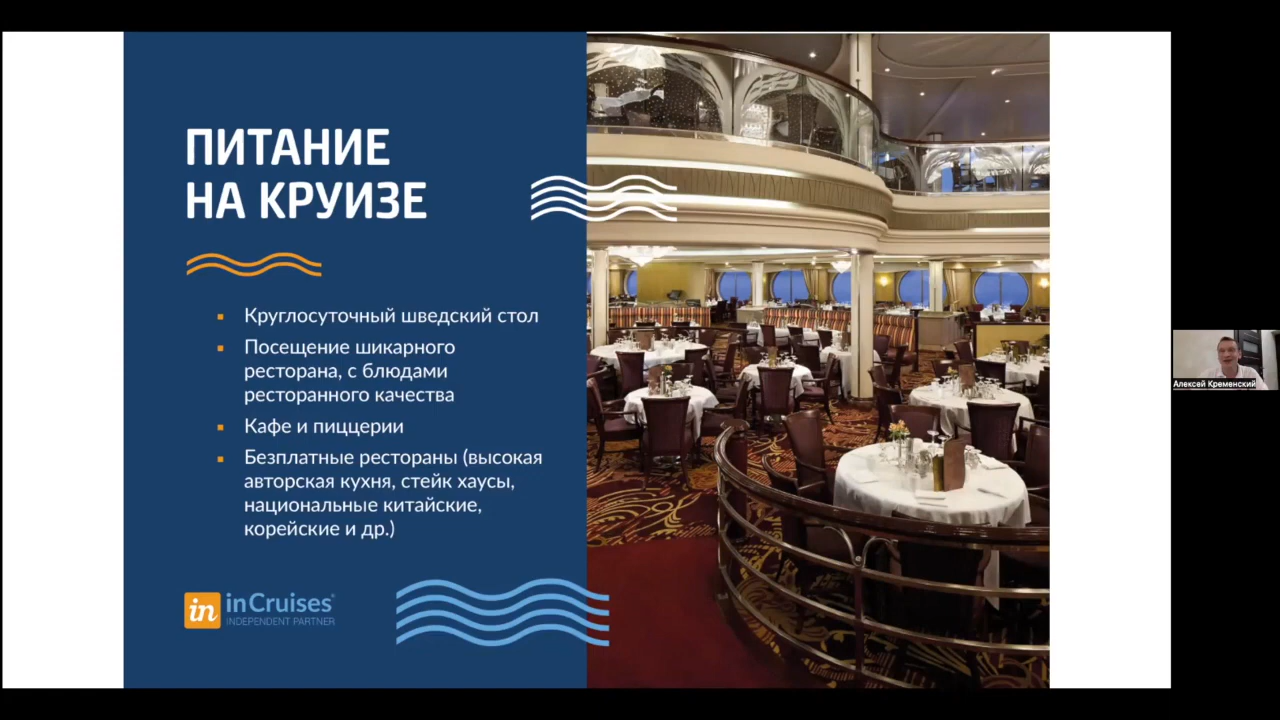 ПИТАНИЕ
НА КРУИЗЕ
Круглосуточный шведский стол
Посещение шикарного
ресторана, с блюдами
ресторанного качества
Кафе и пиццерии
Безплатные рестораны (высокая
авторская кухня, стейк хаусы,
национальные китайские,
корейские и др.)
in inCruises®
INDEPENDENT PARTNER
Алексей Кременский